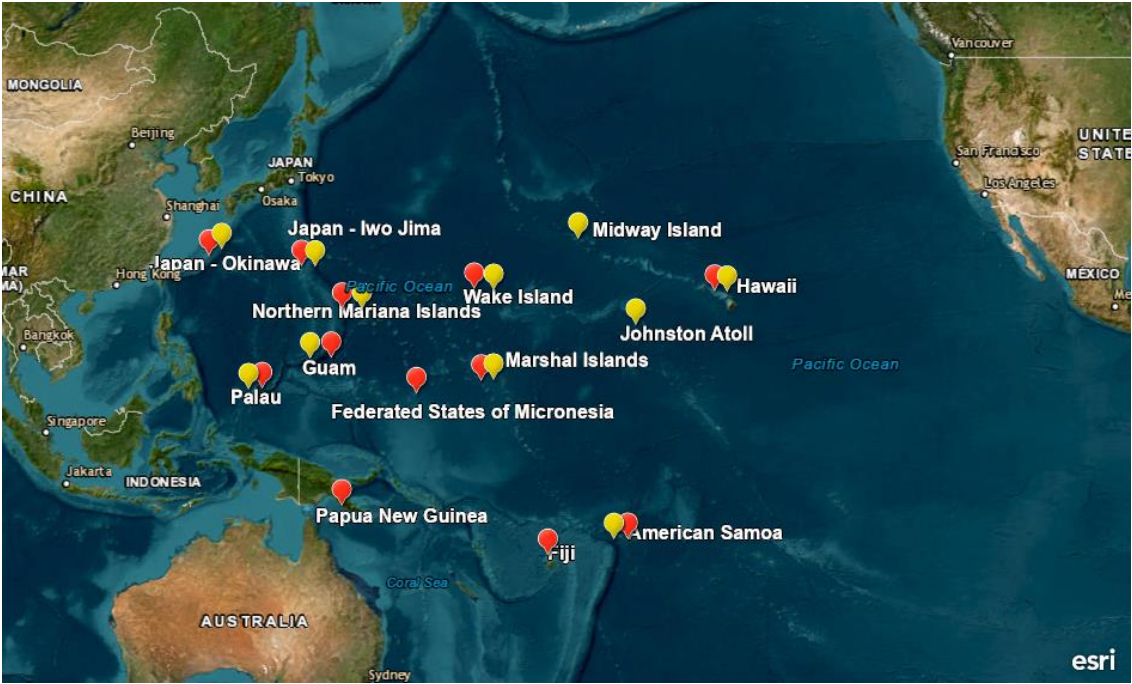 Vancouver
MONGOLIA
Beijing
UNITE
STATE
San Francisco
JAPAN
Tokyo
CHINA
Osaka
Los Angeles
Shanghai
Japan - Iwo Jima
Midway Island
Japan - Okinawa
MAR
MA)
Hong Kong
MÉXICO
Pacific Ocean
Hawaii
Wake Island
Me
Northern Mariana Islands
Bangkok
Johnston Atoll
Guam
Marshal Islands
Pacific Ocean
Palau
Federated States of Micronesia
Singapore
Jakarta
INDONESIA
Papua New Guinea
American Samoa
Fiji
Coral Sea
AUSTRALIA
Sydney
esri